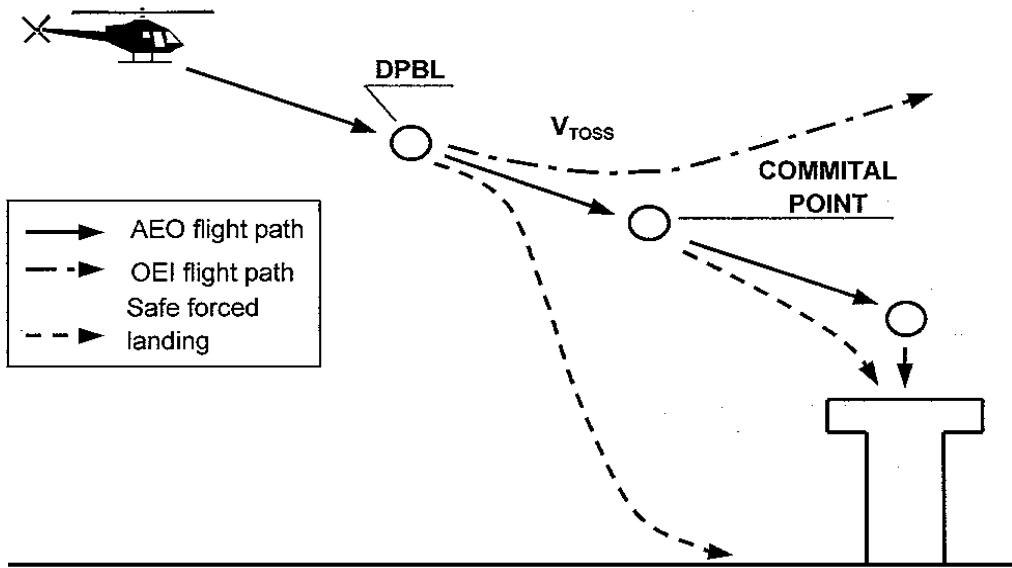 DPBL
VTOSS
COMMITAL
POINT
AEO flight path
OEI flight path
Safe forced
landing